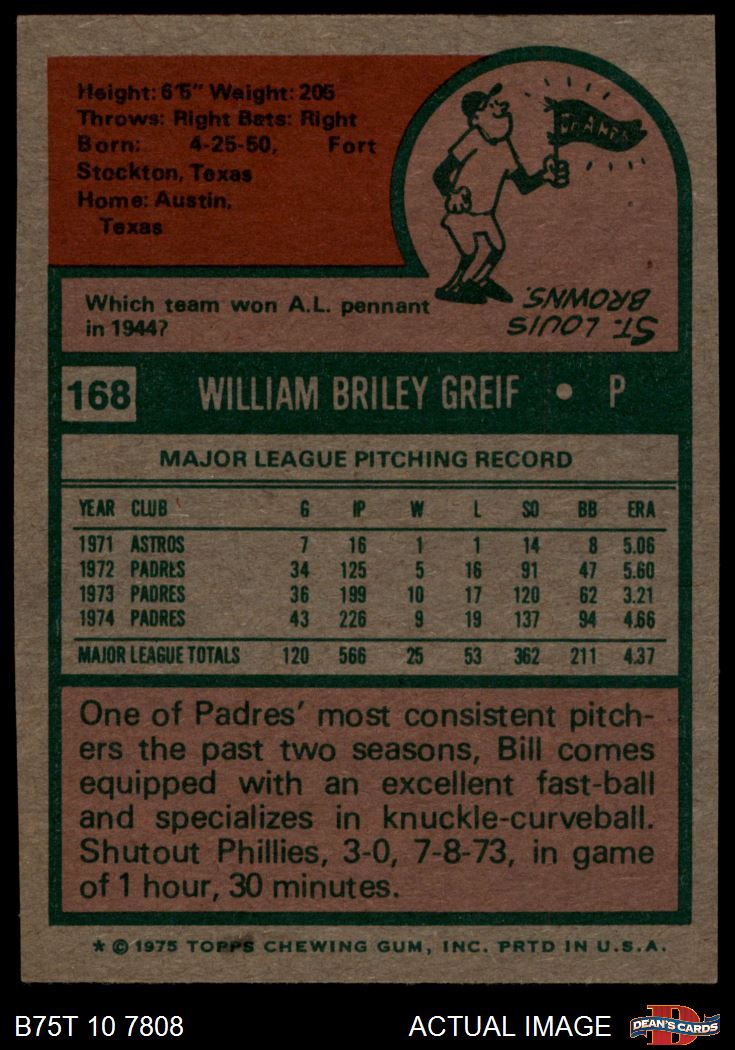 Height: 6'5" Weight: 205
Throws: Right Bats: Right
Born: 4-25-50, Fort
Stockton, Texas
Home: Austin,
Texas
CHAMPS
Which team won A.L. pennant
in 1944?
ST. LOUIS
BROWNS.
168 WILLIAM BRILEY GREIF • P
MAJOR LEAGUE PITCHING RECORD
YEAR CLUB G IP W L SO BB ERA
1971 ASTROS 7 16 1 1 14 8 5.06
1972 PADRES 34 125 5 16 91 47 5.60
1973 PADRES 36 199 10 17 120 62 3.21
1974 PADRES 43 226 9 19 137 94 4.66
MAJOR LEAGUE TOTALS 120 566 25 53 362 211 4.37
One of Padres' most consistent pitch-
ers the past two seasons, Bill comes
equipped with an excellent fast-ball
and specializes in knuckle-curveball.
Shutout Phillies, 3-0, 7-8-73, in game
of 1 hour, 30 minutes.
* © 1975 TOPPS CHEWING GUM, INC. PRTD IN U.S.A.
B75T 10 7808 ACTUAL IMAGE
D
DEAN'S CARDS